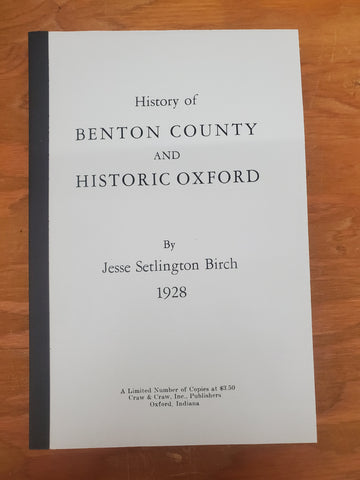 History of
BENTON COUNTY
AND
HISTORIC OXFORD
By
Jesse Setlington Birch
1928
A Limited Number of Copies at $3.50
Craw & Craw, Inc., Publishers
Oxford, Indiana